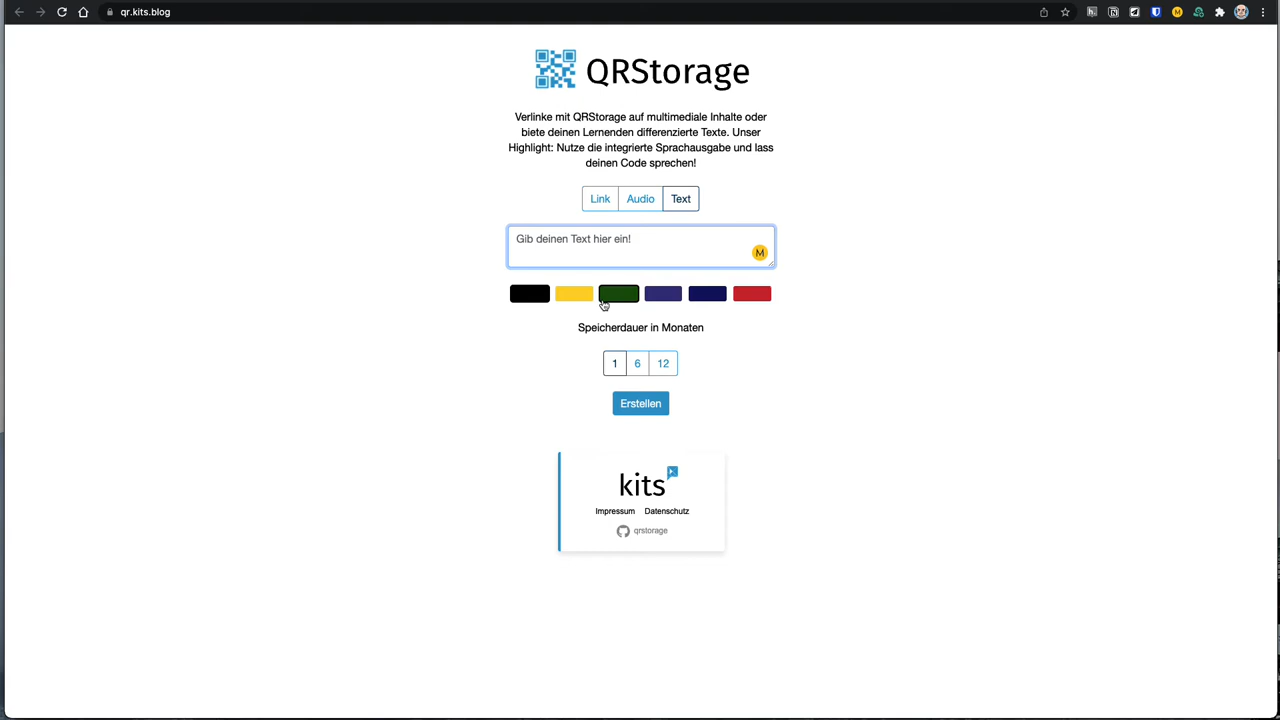 qr.kits.blog
QRStorage
Verlinke mit QRStorage auf multimediale Inhalte oder
biete deinen Lernenden differenzierte Texte. Unser
Highlight: Nutze die integrierte Sprachausgabe und lass
deinen Code sprechen!
Link Audio Text
Gib deinen Text hier ein!
M
Speicherdauer in Monaten
1 6 12
Erstellen
kits
Impressum Datenschutz
qrstorage